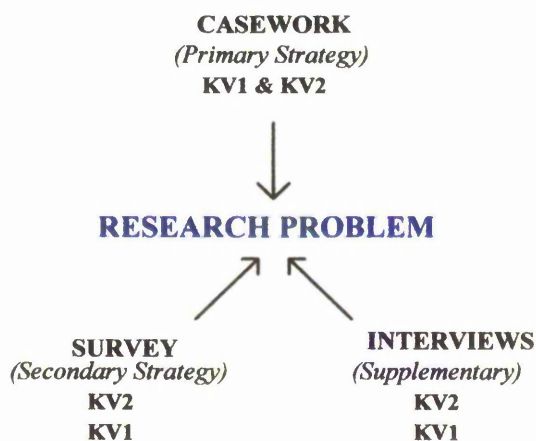 CASEWORK
(Primary Strategy)
KV1 & KV2
RESEARCH PROBLEM
SURVEY
(Secondary Strategy)
KV2
KV1
INTERVIEWS
(Supplementary)
KV2
KV1